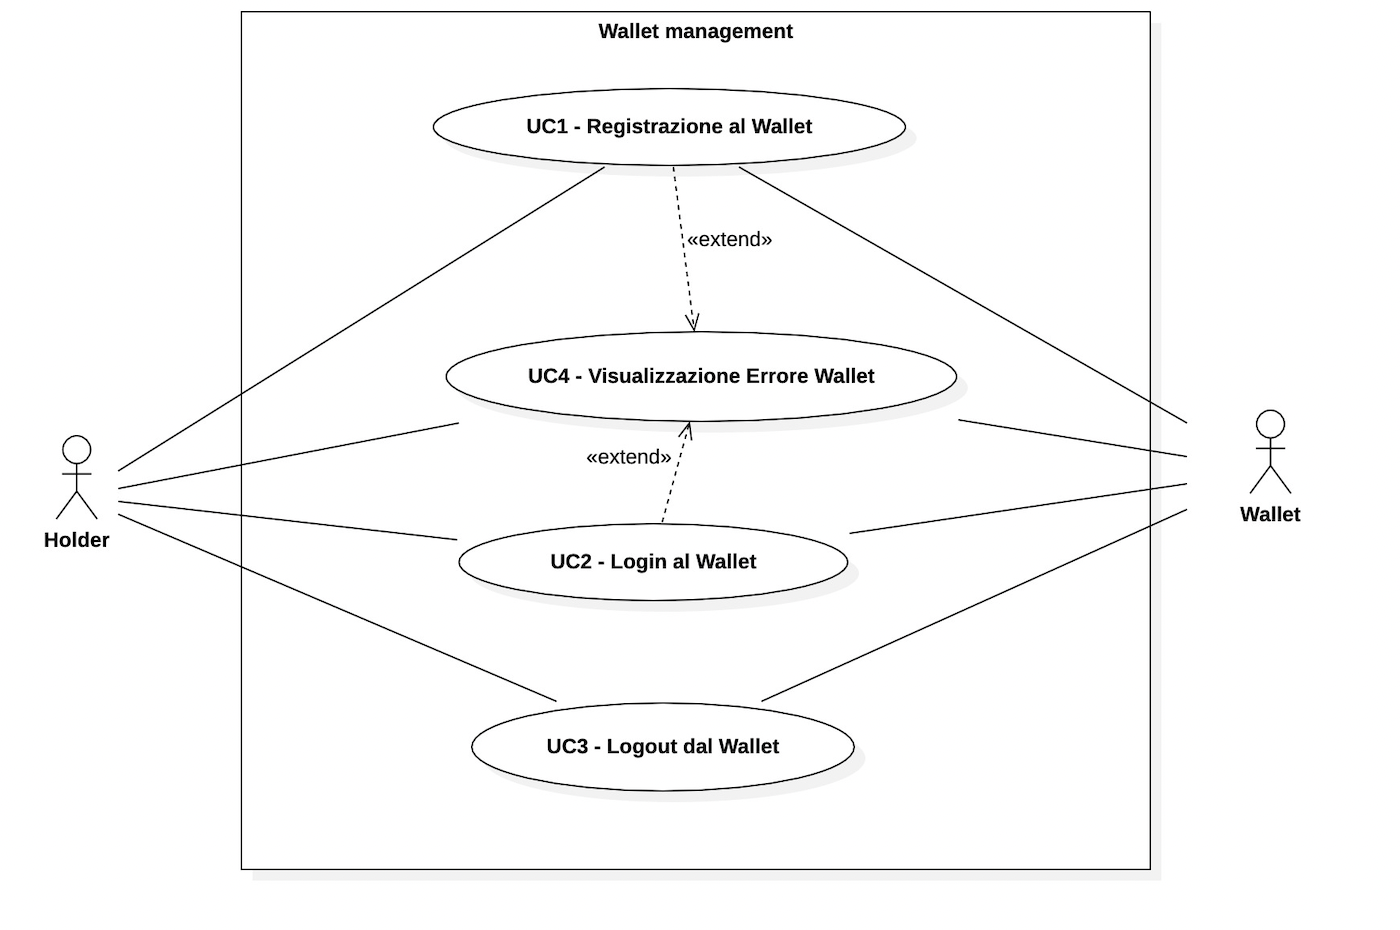 Wallet management
UC1 - Registrazione al Wallet
«extend»
UC4 - Visualizzazione Errore Wallet
«extend»
Holder
Wallet
UC2 - Login al Wallet
UC3 - Logout dal Wallet